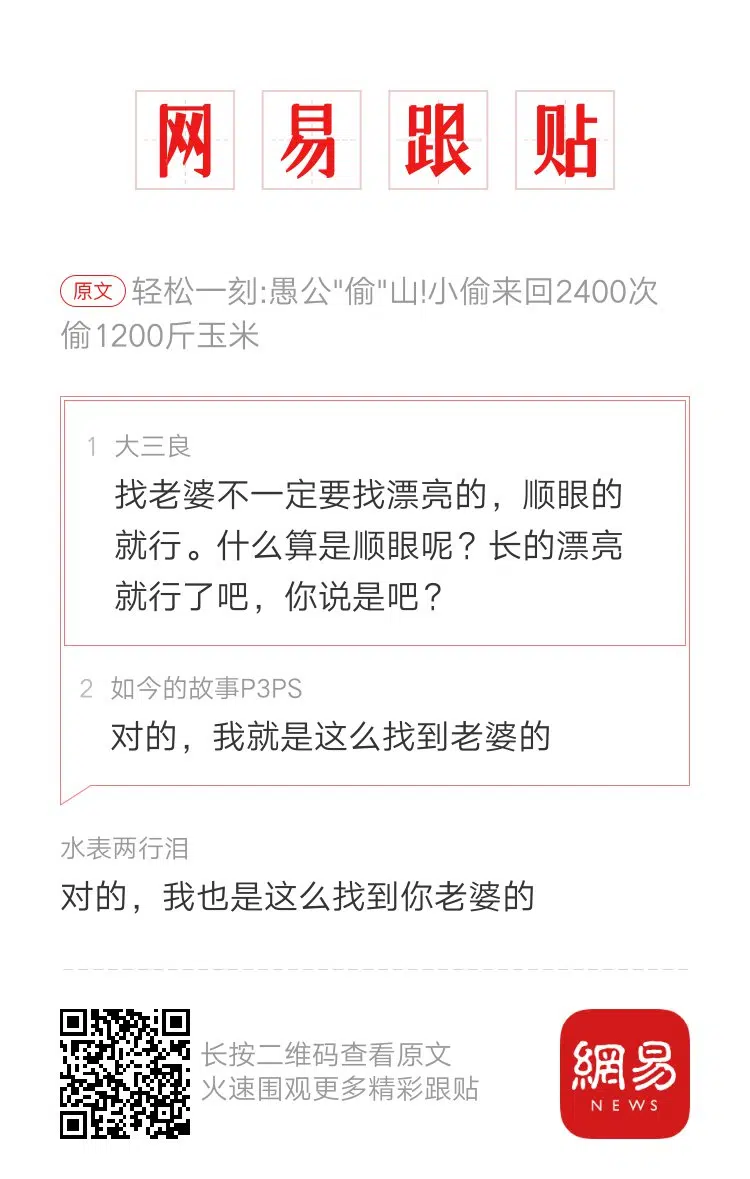 网易跟贴
原文 轻松一刻:愚公"偷"山!小偷来回2400次
偷1200斤玉米
1 大三良
找老婆不一定要找漂亮的，顺眼的
就行。什么算是顺眼呢？长的漂亮
就行了吧，你说是吧？
2 如今的故事P3PS
对的，我就是这么找到老婆的
水表两行泪
对的，我也是这么找到你老婆的
长按二维码查看原文
火速围观更多精彩跟贴
網易
NEWS